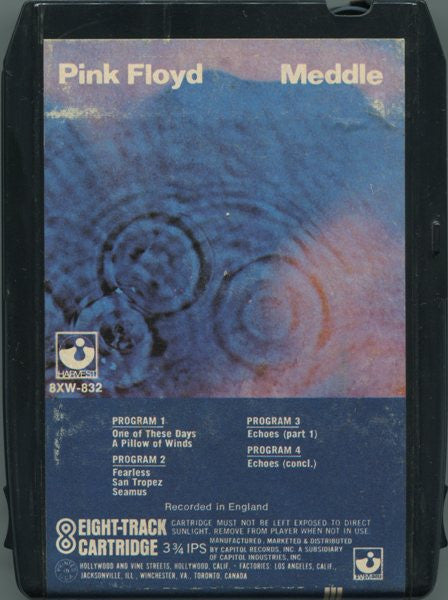 Pink Floyd Meddle
HARVEST
8XW-832
PROGRAM 1
One of These Days
A Pillow of Winds
PROGRAM 2
Fearless
San Tropez
Seamus
PROGRAM 3
Echoes (part 1)
PROGRAM 4
Echoes (concl.)
Recorded in England
8 EIGHT-TRACK
CARTRIDGE 3¾ IPS
CARTRIDGE MUST NOT BE LEFT EXPOSED TO DIRECT
SUNLIGHT. REMOVE FROM PLAYER WHEN NOT IN USE.
MANUFACTURED, MARKETED & DISTRIBUTED
BY CAPITOL RECORDS, INC. A SUBSIDIARY
OF CAPITOL INDUSTRIES, INC.
HOLLYWOOD AND VINE STREETS, HOLLYWOOD, CALIF. · FACTORIES: LOS ANGELES, CALIF.,
JACKSONVILLE, ILL., WINCHESTER, VA., TORONTO, CANADA